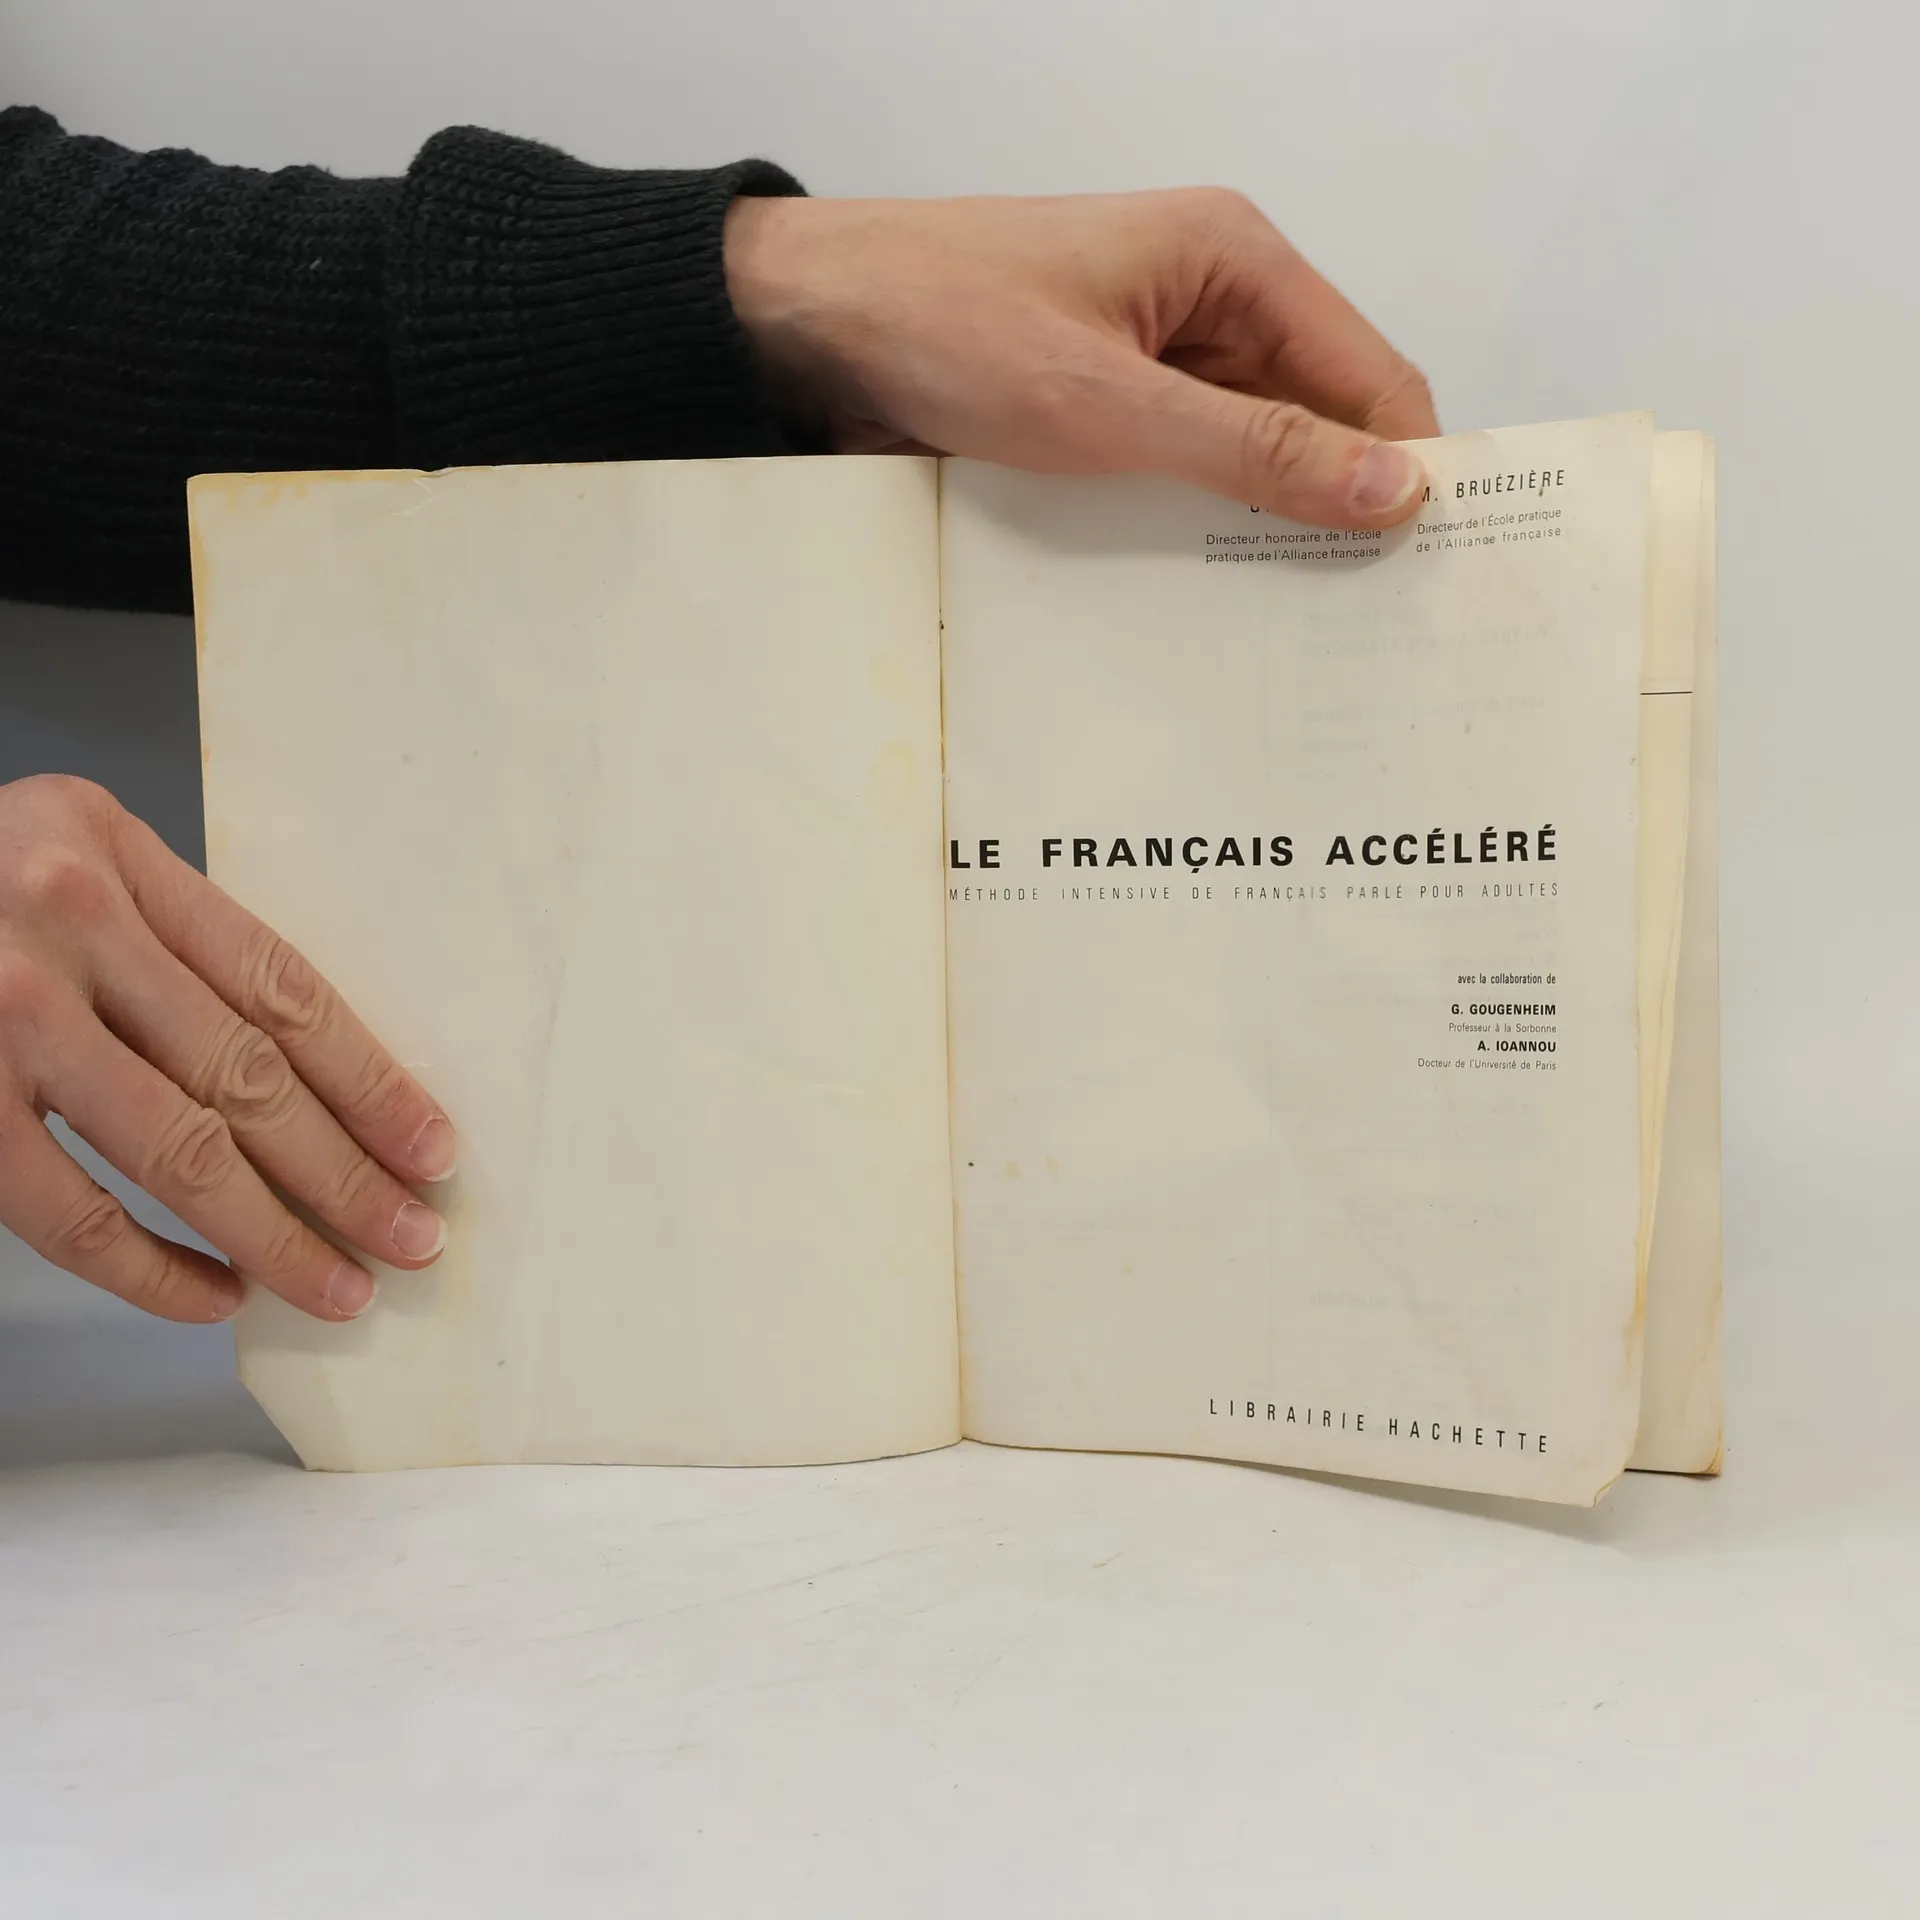 M. BRUÉZIÈRE
Directeur honoraire de l'École
pratique de l'Alliance française
Directeur de l'École pratique
de l'Alliance française
LE FRANÇAIS ACCÉLÉRÉ
MÉTHODE INTENSIVE DE FRANÇAIS PARLÉ POUR ADULTES
avec la collaboration de
G. GOUGENHEIM
Professeur à la Sorbonne
A. IOANNOU
Docteur de l'Université de Paris
LIBRAIRIE HACHETTE